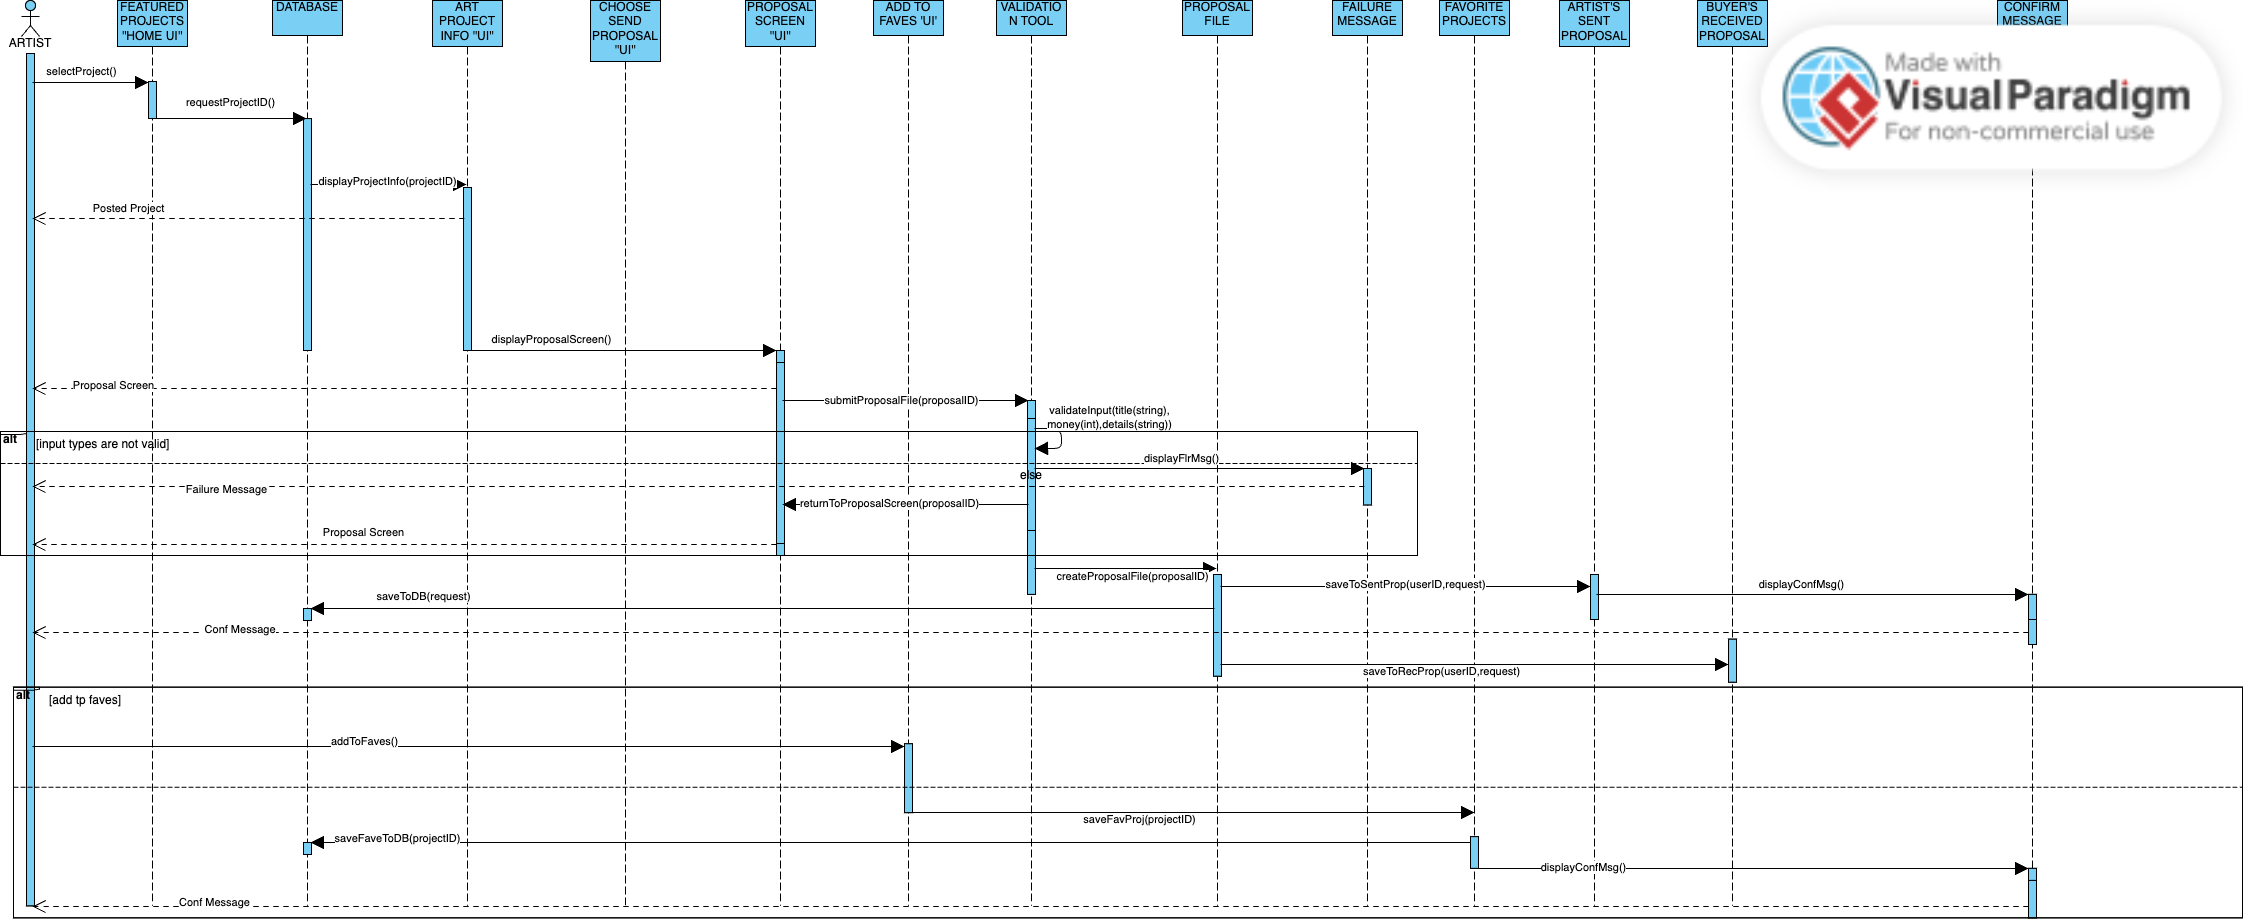 ARTIST
FEATURED
PROJECTS
"HOME UI"
DATABASE
ART
PROJECT
INFO "UI"
CHOOSE
SEND
PROPOSAL
"UI"
PROPOSAL
SCREEN
"UI"
ADD TO
FAVES 'UI'
VALIDATIO
N TOOL
PROPOSAL
FILE
FAILURE
MESSAGE
FAVORITE
PROJECTS
ARTIST'S
SENT
PROPOSAL
BUYER'S
RECEIVED
PROPOSAL
CONFIRM
MESSAGE
Made with
Visual Paradigm
For non-commercial use
selectProject()
requestProjectID()
displayProjectInfo(projectID)
Posted Project
displayProposalScreen()
Proposal Screen
submitProposalFile(proposalID)
validateInput(title(string),
money(int),details(string))
alt
[input types are not valid]
displayFlrMsg()
else
Failure Message
returnToProposalScreen(proposalID)
Proposal Screen
createProposalFile(proposalID)
saveToSentProp(userID,request)
displayConfMsg()
saveToDB(request)
Conf Message
saveToRecProp(userID,request)
alt
[add tp faves]
addToFaves()
saveFavProj(projectID)
saveFaveToDB(projectID)
displayConfMsg()
Conf Message